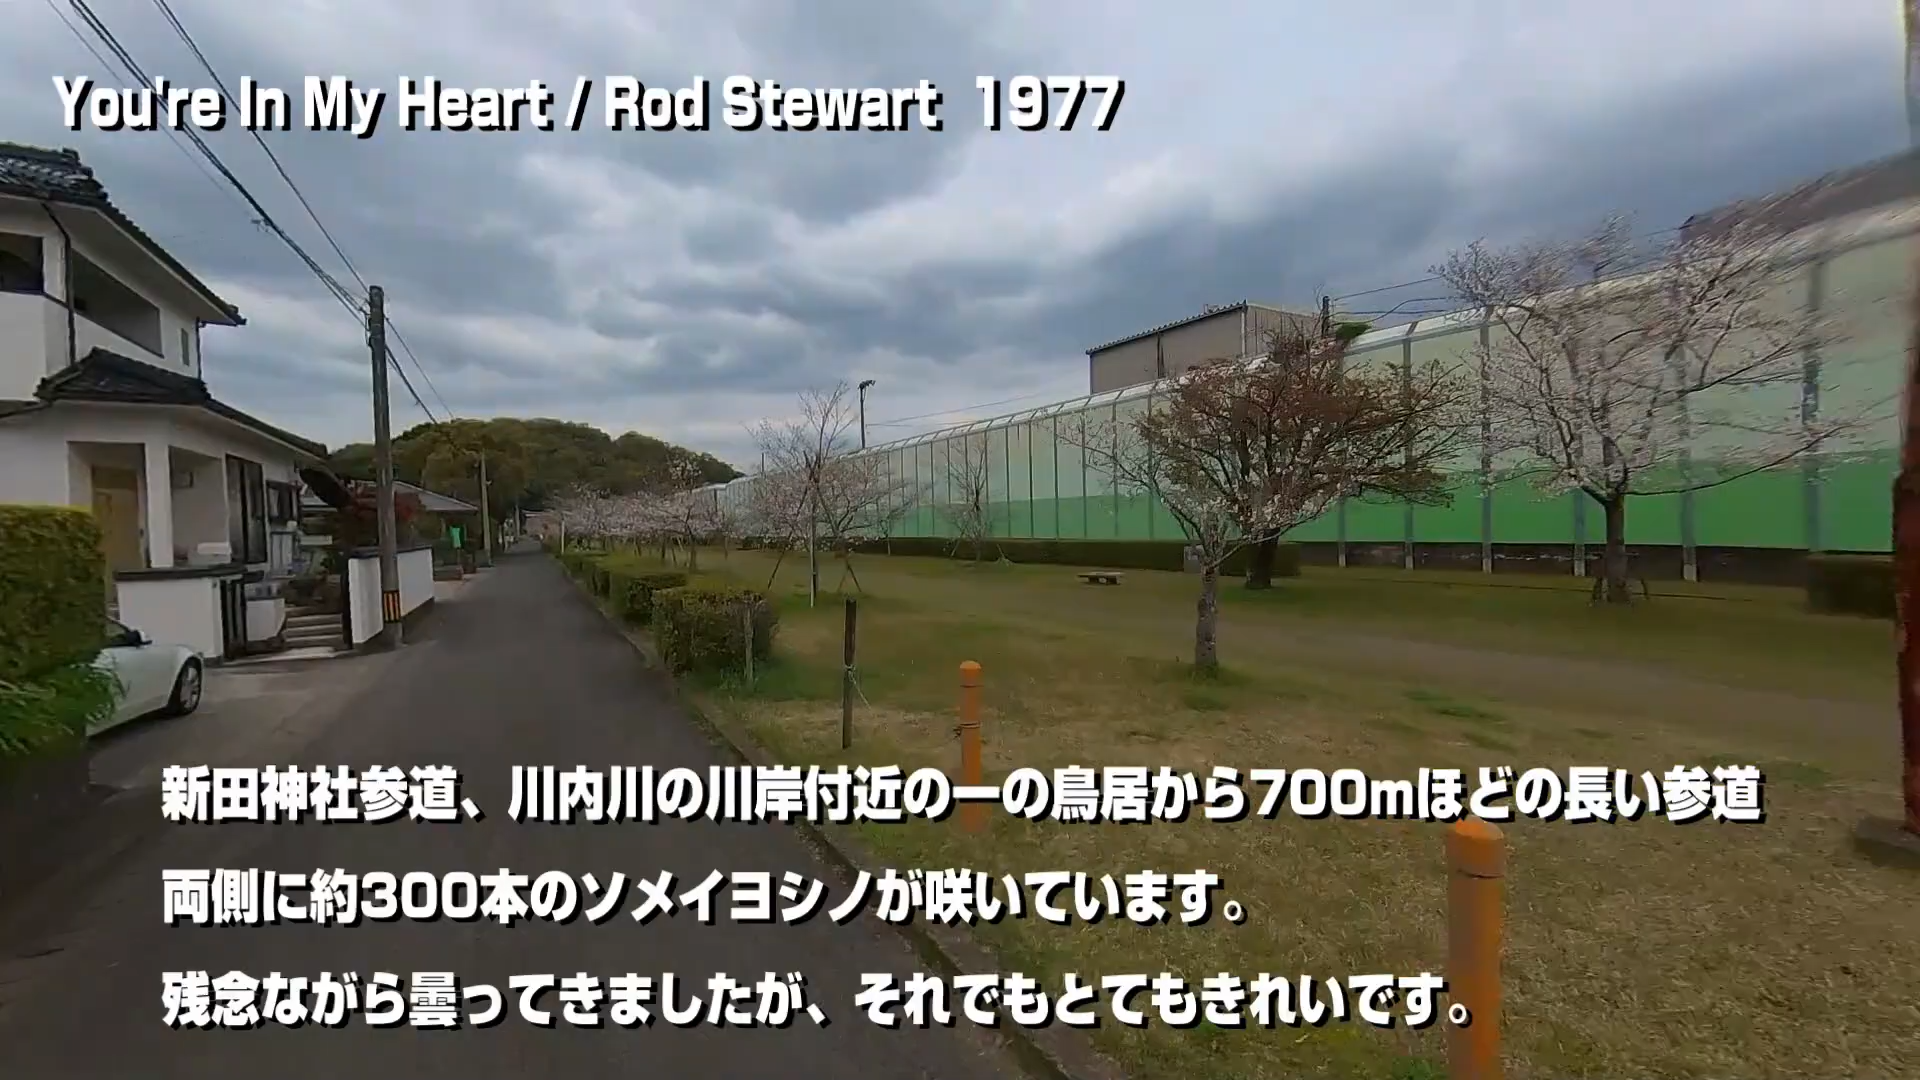 You're In My Heart / Rod Stewart  1977
新田神社参道、川内川の川岸付近の一の鳥居から700mほどの長い参道
両側に約300本のソメイヨシノが咲いています。
残念ながら曇ってきましたが、それでもとてもきれいです。